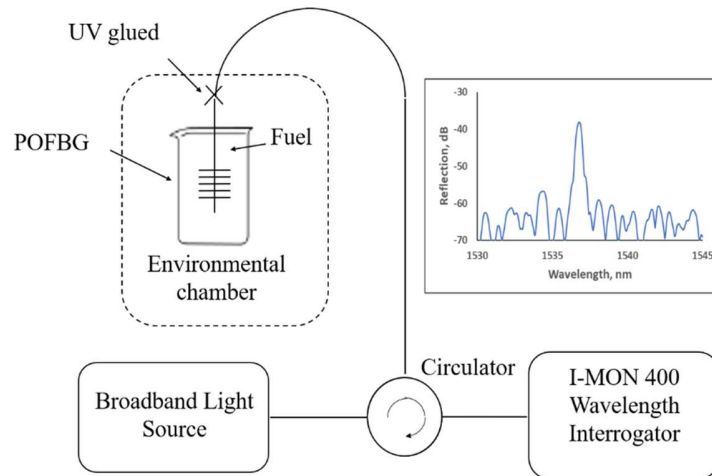 UV glued
POFBG
Fuel
Environmental
chamber
-30
-40
-50
-60
-70
Reflection, dB
1530
1535
1540
1545
Wavelength, nm
Circulator
Broadband Light
Source
I-MON 400
Wavelength
Interrogator